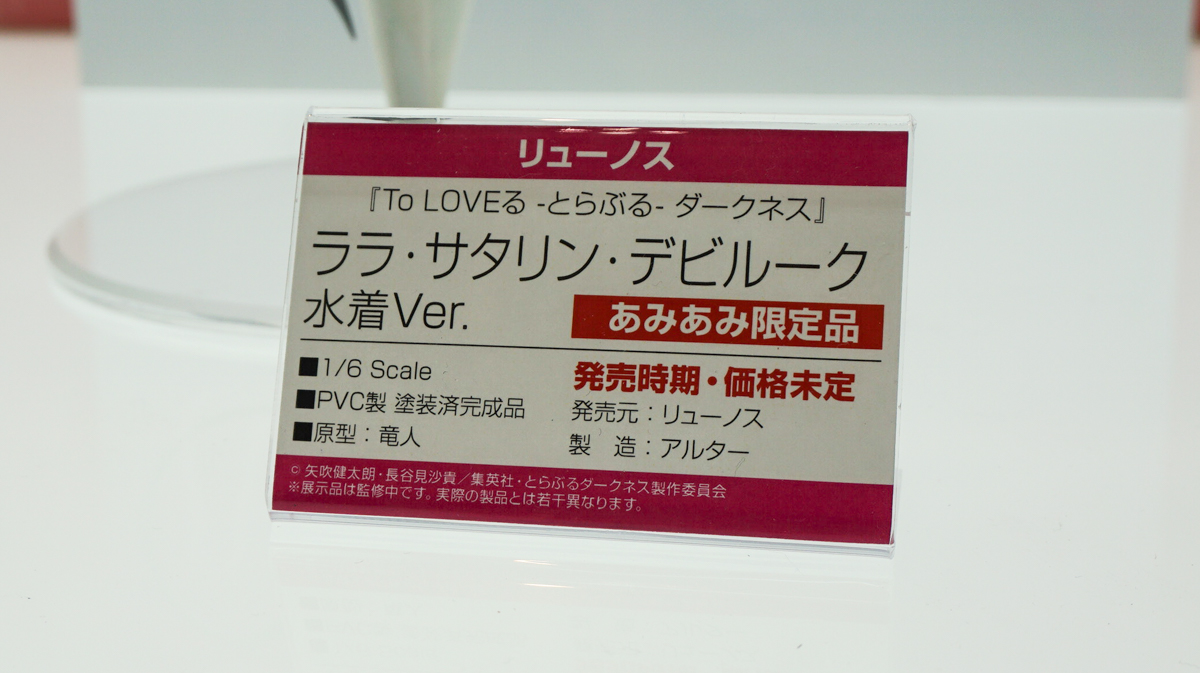 リューノス
『To LOVEる -とらぶる- ダークネス』
ララ・サタリン・デビルーク
水着Ver.
あみあみ限定品
■1/6 Scale
■PVC製 塗装済完成品
■原型：竜人
発売時期・価格未定
発売元：リューノス
製　造：アルター
© 矢吹健太朗・長谷見沙貴／集英社・とらぶるダークネス製作委員会
※展示品は監修中です。実際の製品とは若干異なります。